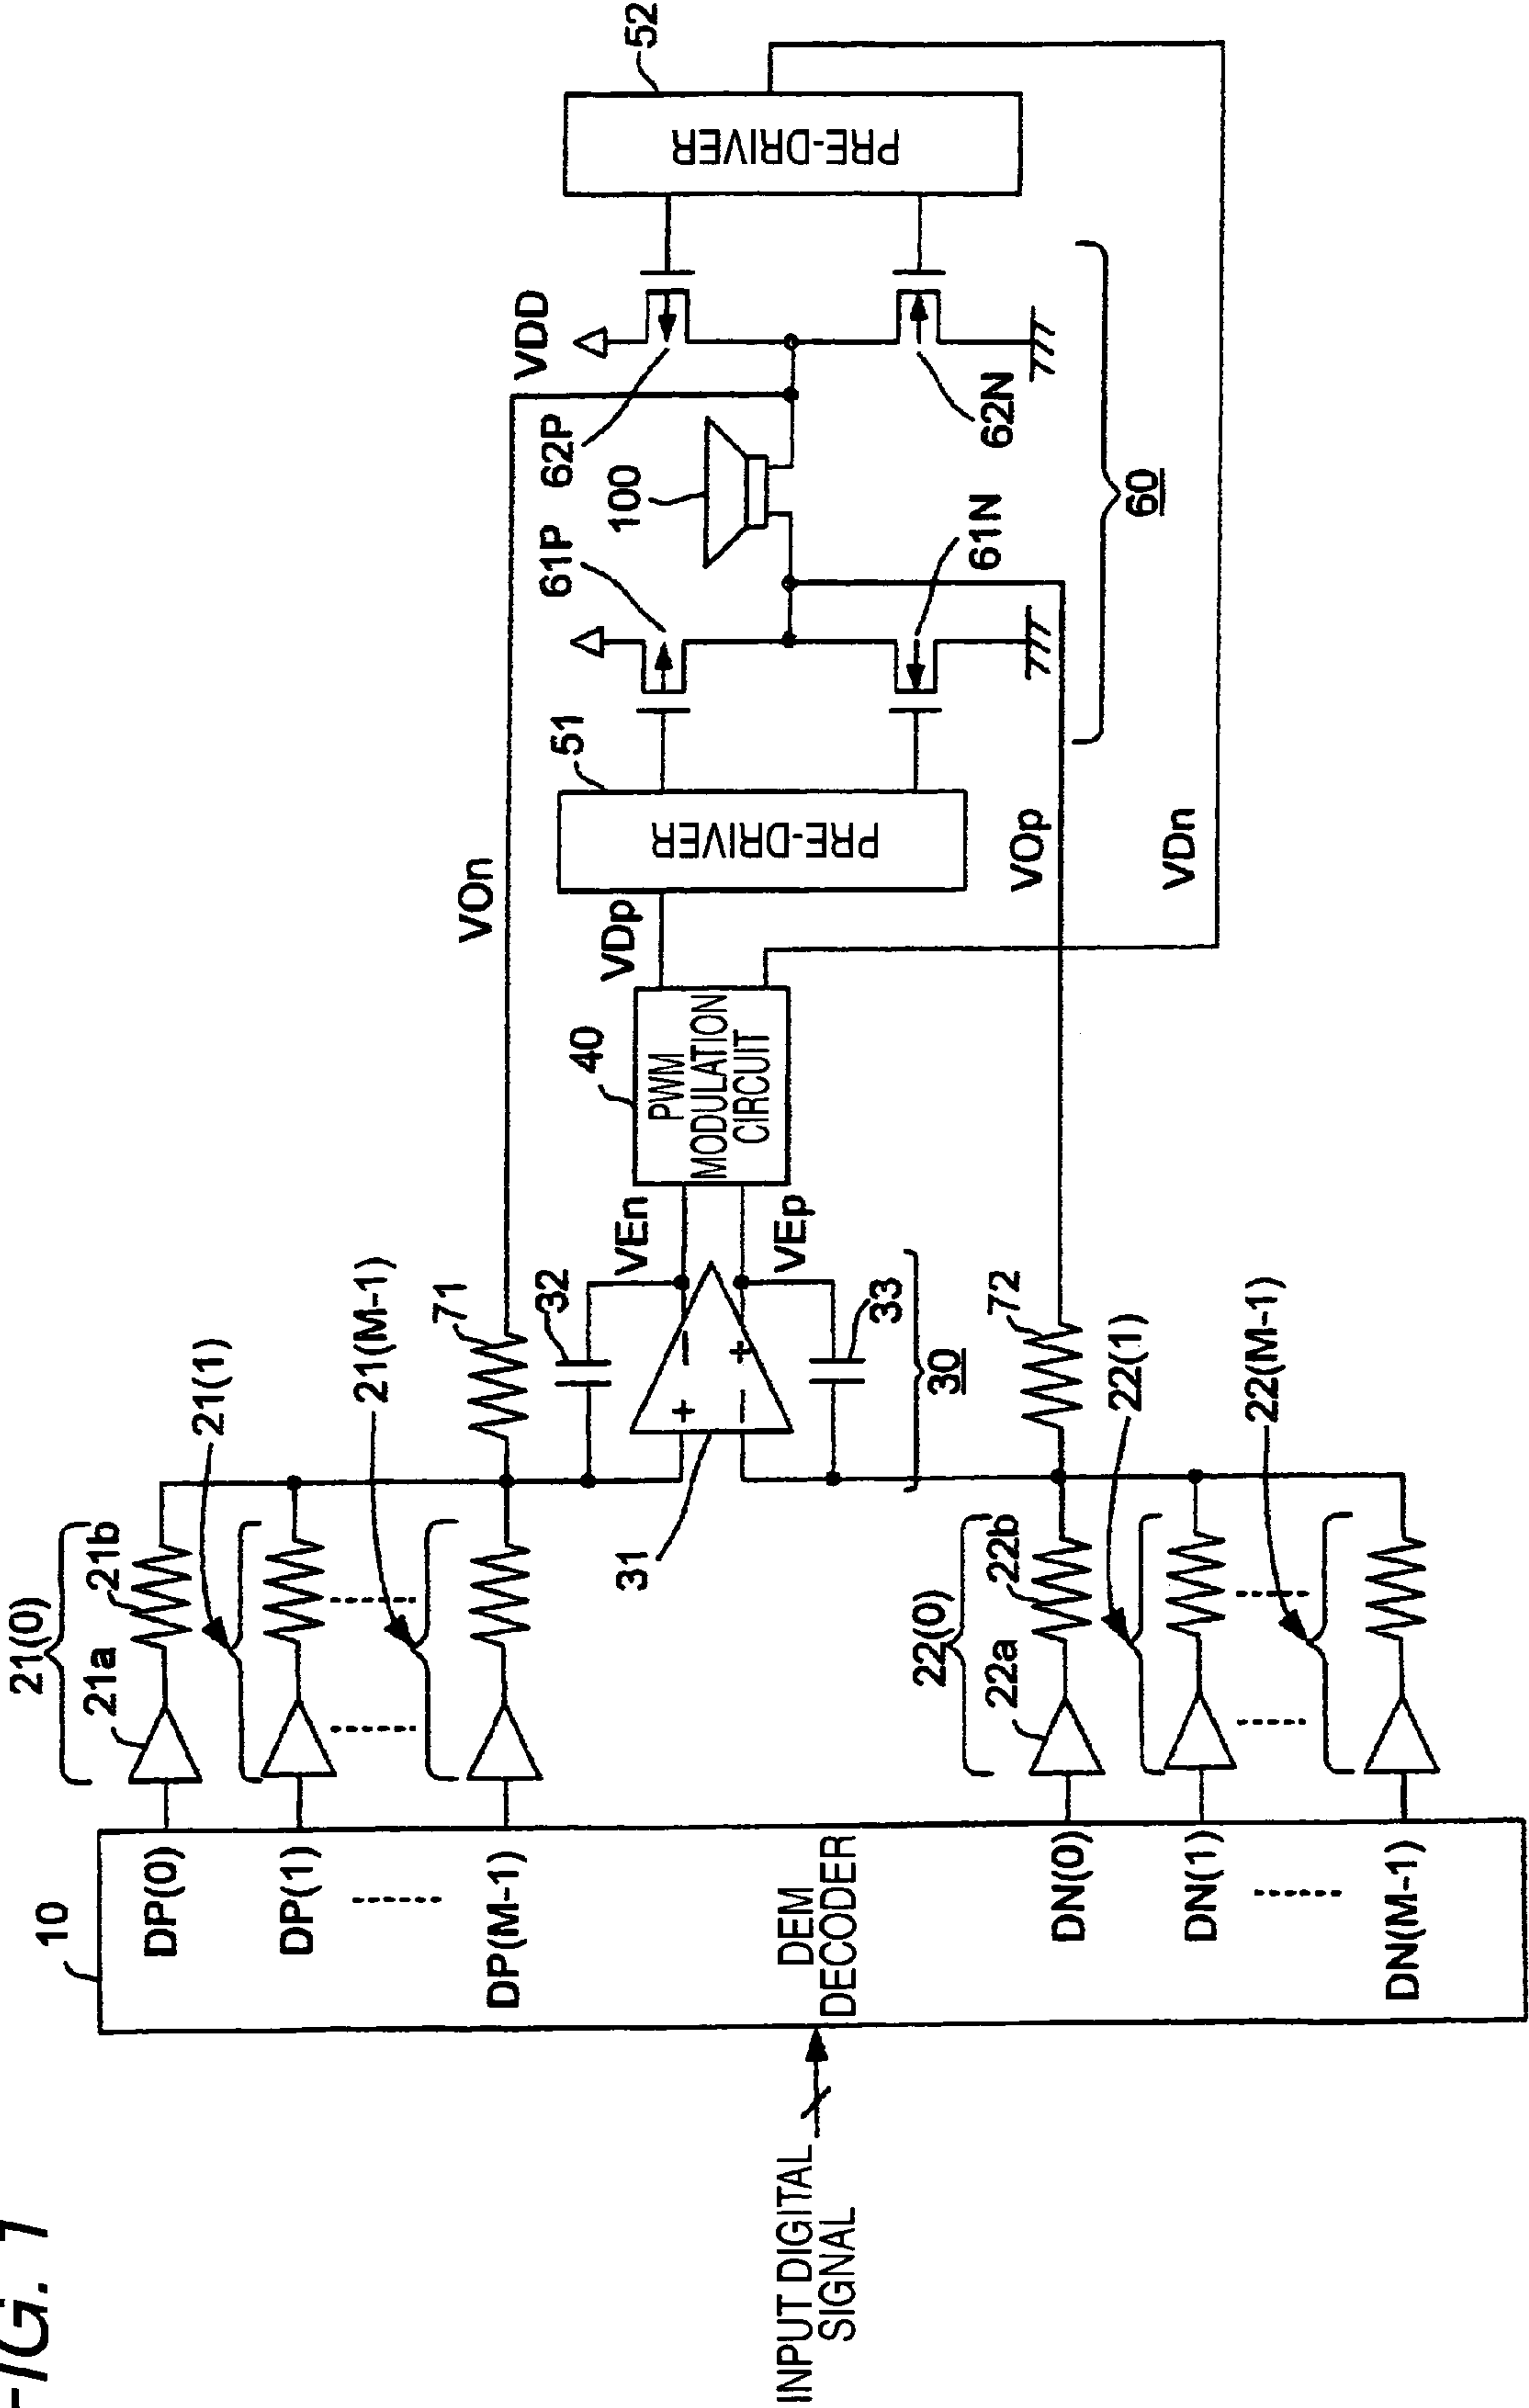 FIG. 1
INPUT DIGITAL
SIGNAL
10
DP(0)
DP(1)
DP(M-1)
DEM
DECODER
DN(0)
DN(1)
DN(M-1)
21(0)
21a
21b
21(1)
21(M-1)
22(0)
22a
22b
22(1)
22(M-1)
71
72
31
32
33
30
+
−
−
+
VEn
VEp
40
PWM
MODULATION
CIRCUIT
VOn
VDp
VOp
VDn
51
PRE-DRIVER
61P
61N
100
62P
62N
VDD
60
52
PRE-DRIVER